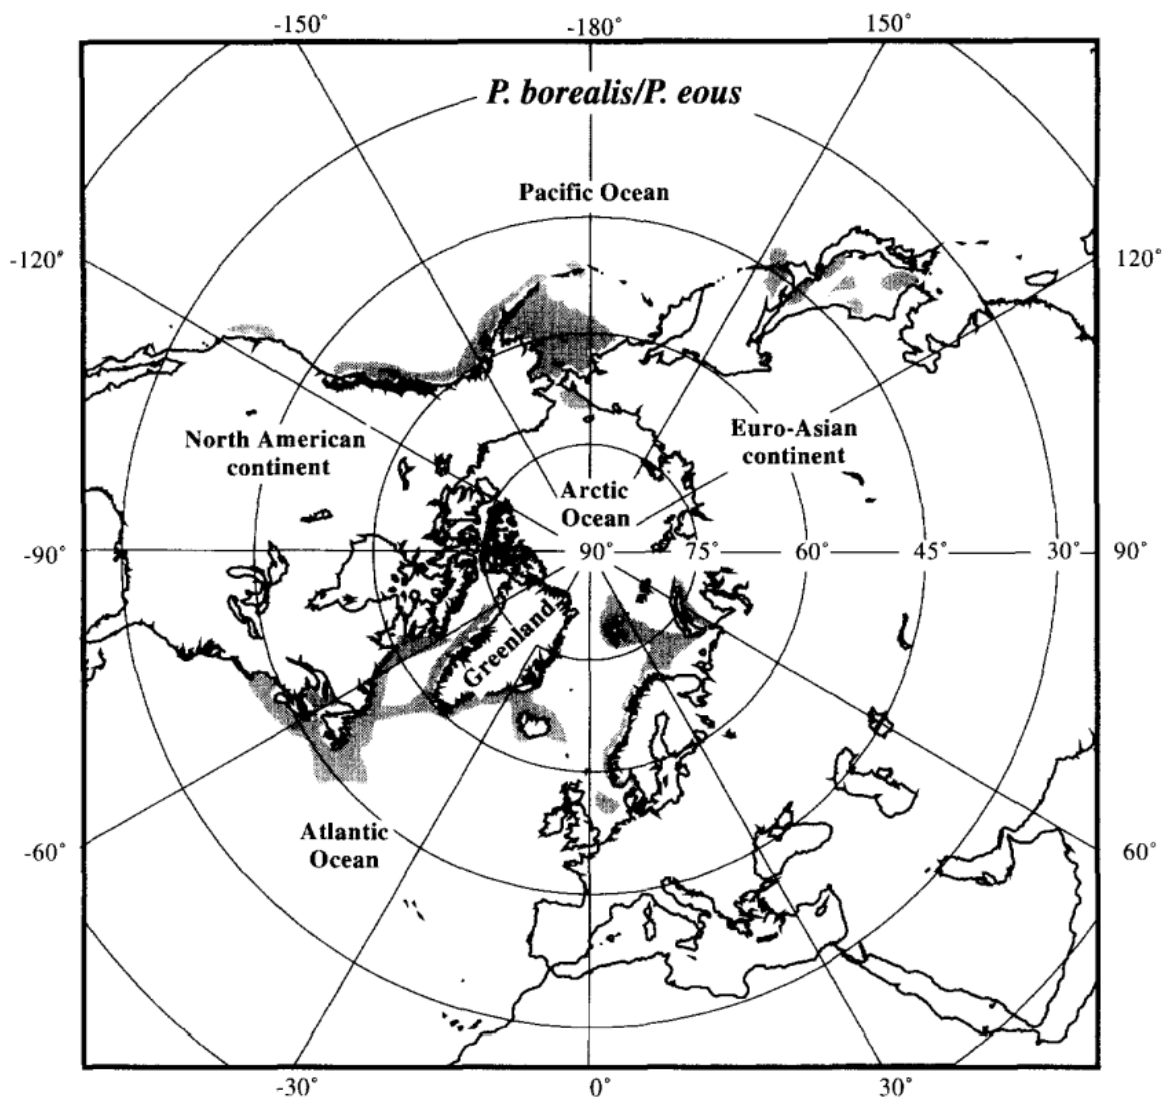 -150°
-180°
150°
P. borealis/P. eous
Pacific Ocean
-120°
120°
North American
continent
Euro-Asian
continent
Arctic
Ocean
-90°
90°
75°
60°
45°
30°
90°
Greenland
Atlantic
Ocean
-60°
60°
-30°
0°
30°